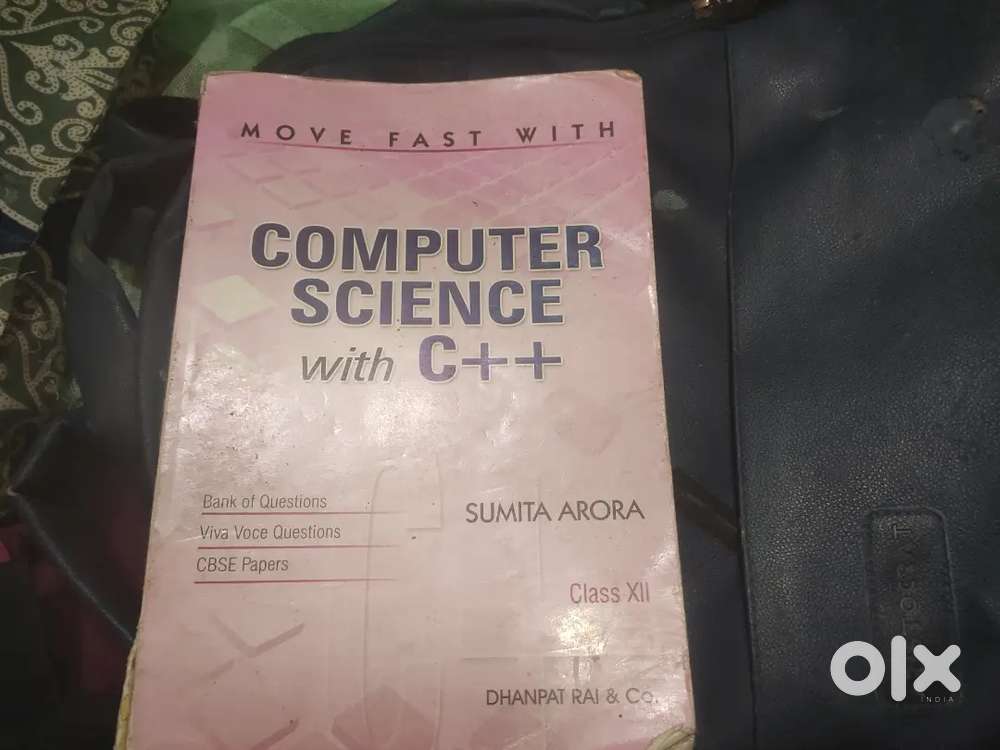 MOVE FAST WITH
COMPUTER
SCIENCE
with C++
Bank of Questions
Viva Voce Questions
CBSE Papers
SUMITA ARORA
Class XII
DHANPAT RAI & CO.
olx
INDIA